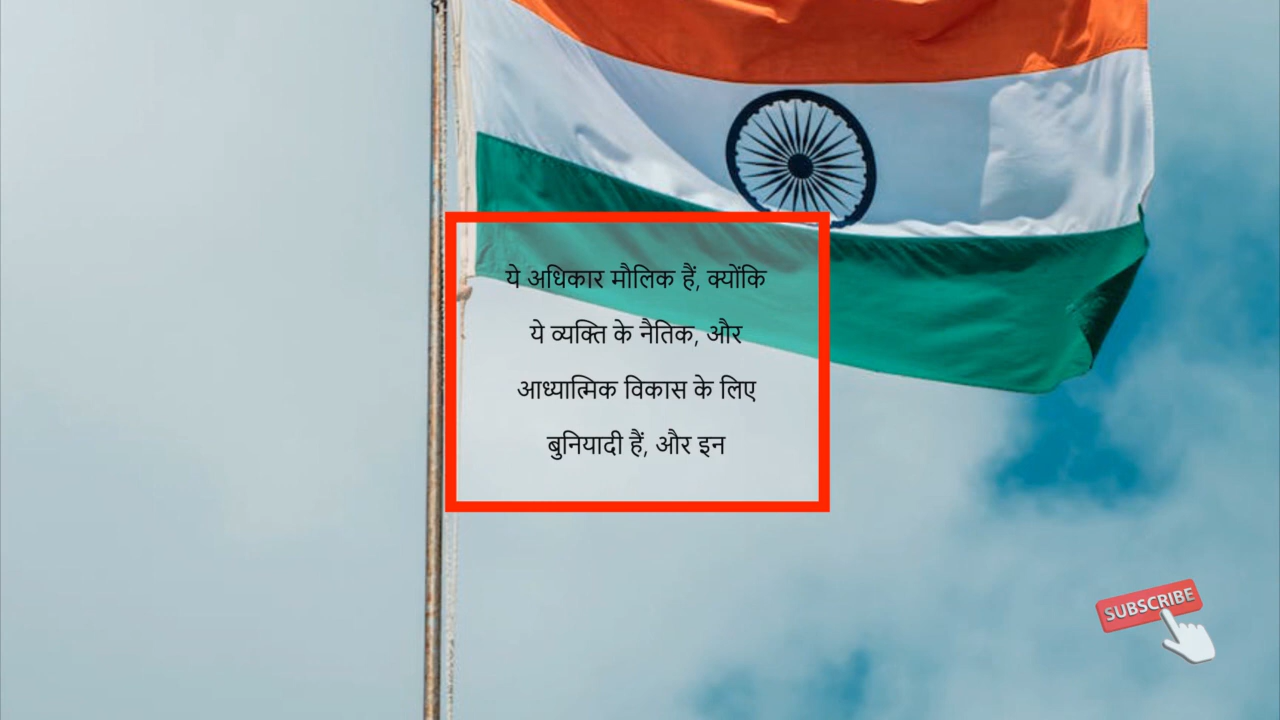 ये अधिकार मौलिक हैं, क्योंकि
ये व्यक्ति के नैतिक, और
आध्यात्मिक विकास के लिए
बुनियादी हैं, और इन
SUBSCRIBE